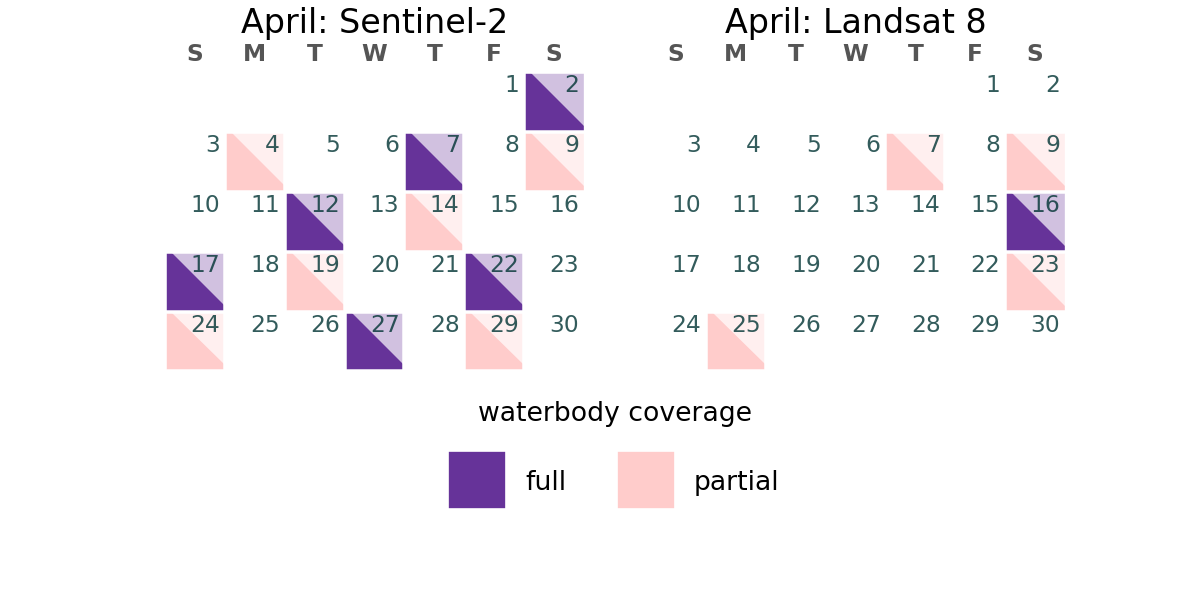 April: Sentinel-2
S M T W T F S
1 2
3 4 5 6 7 8 9
10 11 12 13 14 15 16
17 18 19 20 21 22 23
24 25 26 27 28 29 30
April: Landsat 8
S M T W T F S
1 2
3 4 5 6 7 8 9
10 11 12 13 14 15 16
17 18 19 20 21 22 23
24 25 26 27 28 29 30
waterbody coverage
full partial